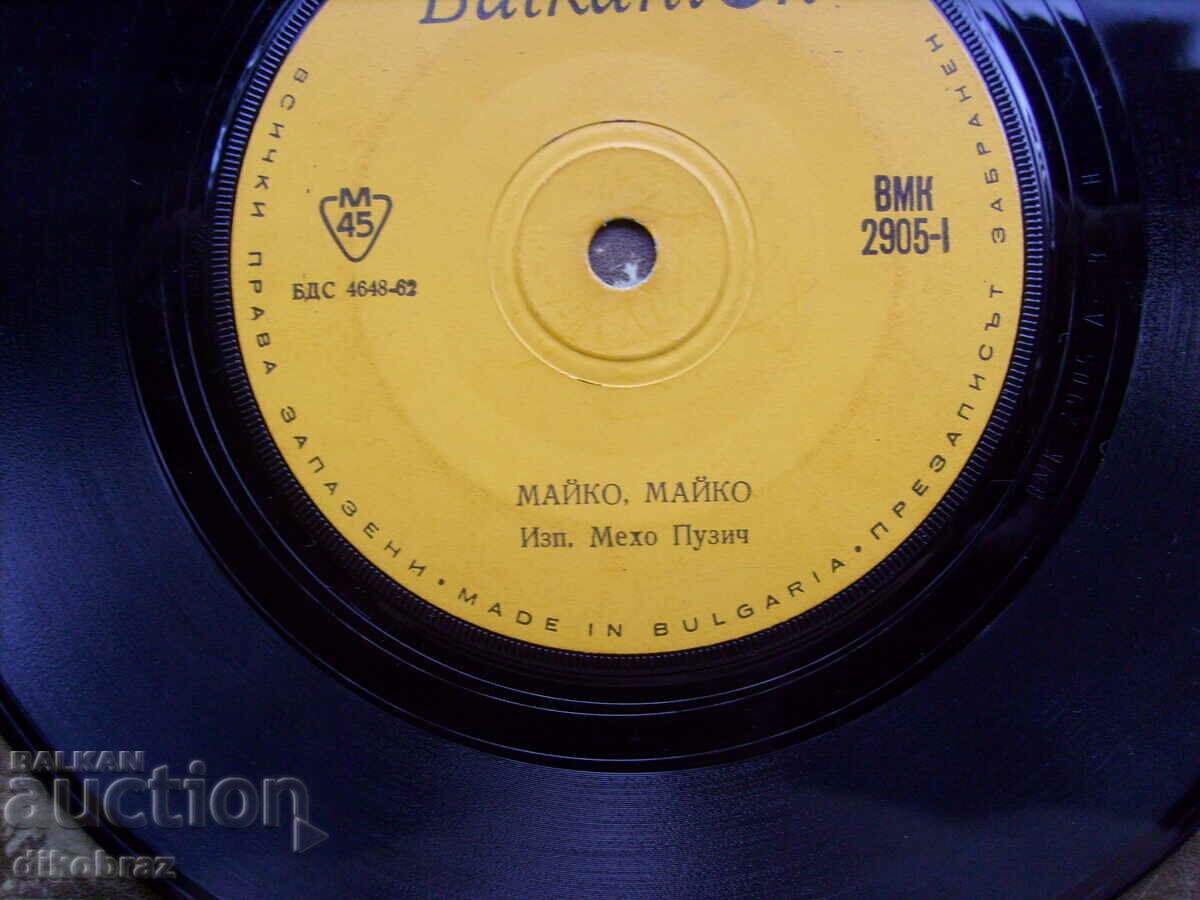 Balkanton
М
45
БДС 4648-62
ВМК
2905-I
МАЙКО, МАЙКО
Изп. Мехо Пузич
ВСИЧКИ ПРАВА ЗАПАЗЕНИ • MADE IN BULGARIA • ПРЕЗАПИСЪТ ЗАБРАНЕН
BALKAN
auction
dikobraz